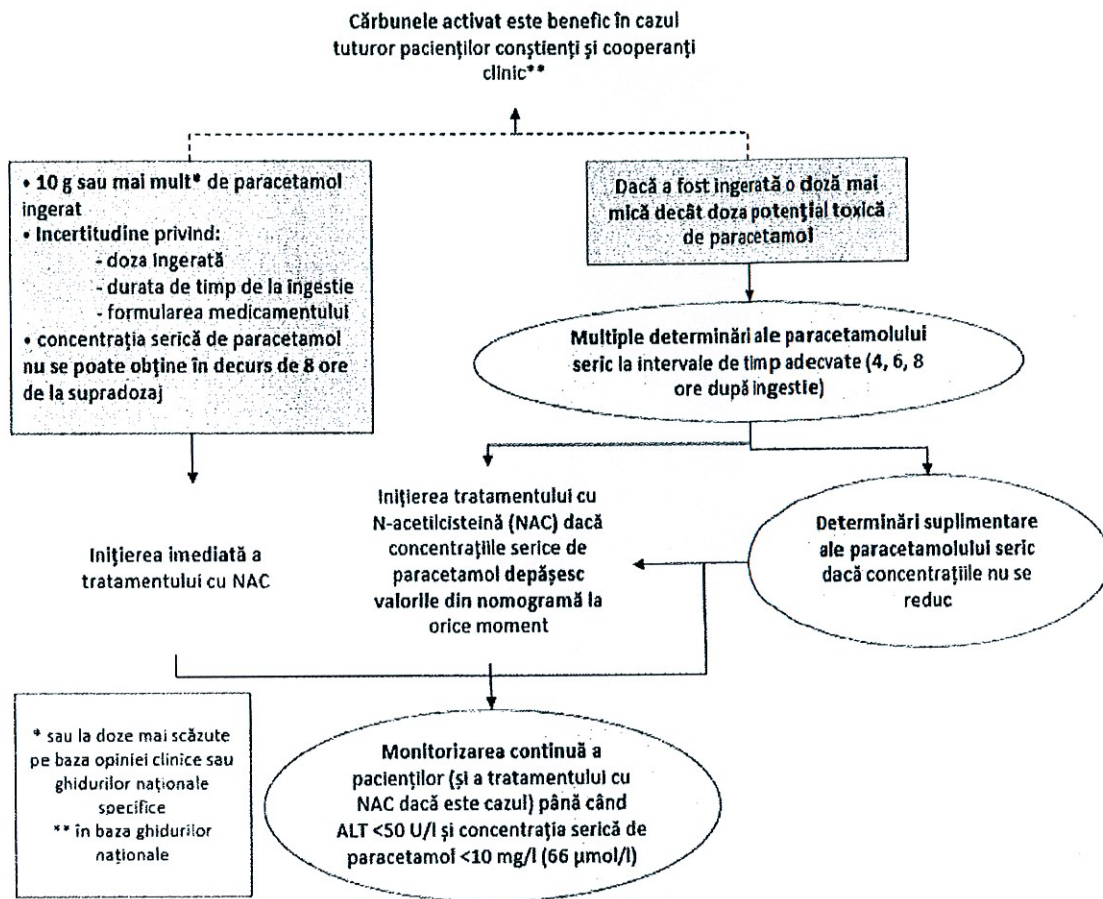 Cărbunele activat este benefic în cazul
tuturor pacienților conștienți și cooperanți
clinic**
• 10 g sau mai mult* de paracetamol
ingerat
• Incertitudine privind:
- doza ingerată
- durata de timp de la ingestie
- formularea medicamentului
• concentrația serică de paracetamol
nu se poate obține în decurs de 8 ore
de la supradozaj
Dacă a fost ingerată o doză mai
mică decât doza potențial toxică
de paracetamol
Multiple determinări ale paracetamolului
seric la intervale de timp adecvate (4, 6, 8
ore după ingestie)
Inițierea imediată a
tratamentului cu NAC
Inițierea tratamentului cu
N-acetilcisteină (NAC) dacă
concentrațiile serice de
paracetamol depășesc
valorile din nomogramă la
orice moment
Determinări suplimentare
ale paracetamolului seric
dacă concentrațiile nu se
reduc
* sau la doze mai scăzute
pe baza opiniei clinice sau
ghidurilor naționale
specifice
** în baza ghidurilor
naționale
Monitorizarea continuă a
pacienților (și a tratamentului cu
NAC dacă este cazul) până când
ALT <50 U/l și concentrația serică de
paracetamol <10 mg/l (66 µmol/l)